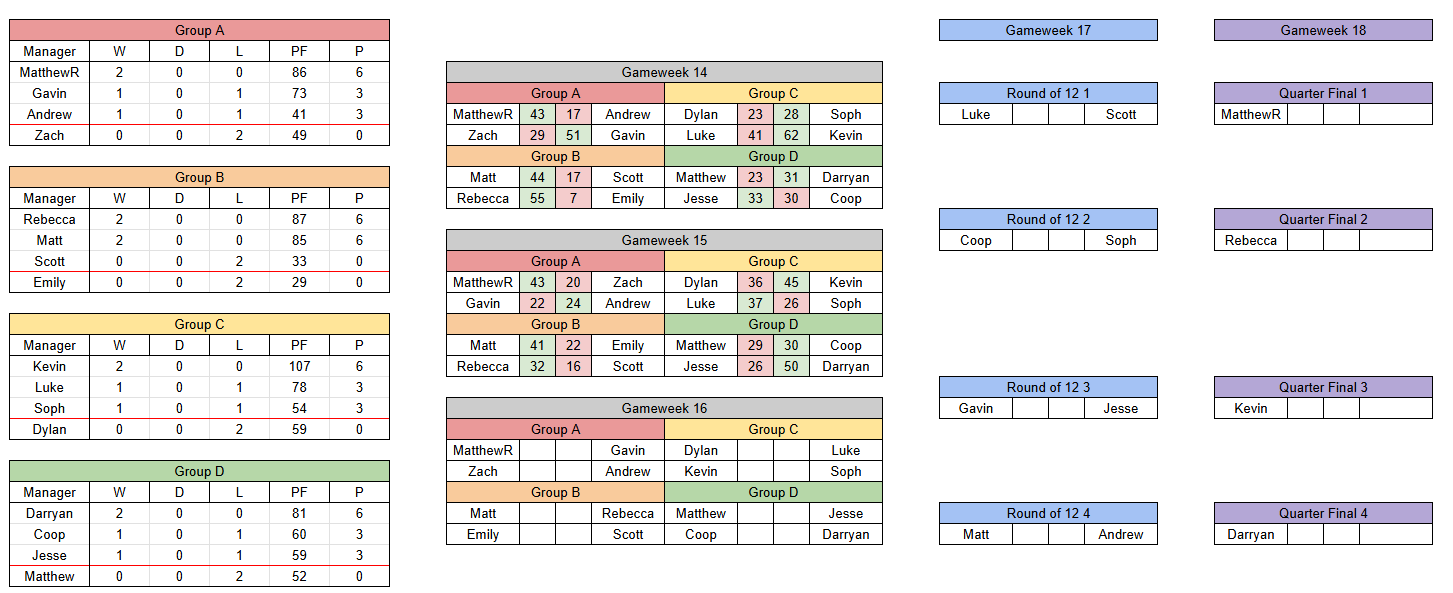 Group A
Manager W D L PF P
MatthewR 2 0 0 86 6
Gavin 1 0 1 73 3
Andrew 1 0 1 41 3
Zach 0 0 2 49 0
Group B
Manager W D L PF P
Rebecca 2 0 0 87 6
Matt 2 0 0 85 6
Scott 0 0 2 33 0
Emily 0 0 2 29 0
Group C
Manager W D L PF P
Kevin 2 0 0 107 6
Luke 1 0 1 78 3
Soph 1 0 1 54 3
Dylan 0 0 2 59 0
Group D
Manager W D L PF P
Darryan 2 0 0 81 6
Coop 1 0 1 60 3
Jesse 1 0 1 59 3
Matthew 0 0 2 52 0
Gameweek 14
Group A Group C
MatthewR 43 17 Andrew Dylan 23 28 Soph
Zach 29 51 Gavin Luke 41 62 Kevin
Group B Group D
Matt 44 17 Scott Matthew 23 31 Darryan
Rebecca 55 7 Emily Jesse 33 30 Coop
Gameweek 15
Group A Group C
MatthewR 43 20 Zach Dylan 36 45 Kevin
Gavin 22 24 Andrew Luke 37 26 Soph
Group B Group D
Matt 41 22 Emily Matthew 29 30 Coop
Rebecca 32 16 Scott Jesse 26 50 Darryan
Gameweek 16
Group A Group C
MatthewR Gavin Dylan Luke
Zach Andrew Kevin Soph
Group B Group D
Matt Rebecca Matthew Jesse
Emily Scott Coop Darryan
Gameweek 17
Round of 12 1
Luke Scott
Round of 12 2
Coop Soph
Round of 12 3
Gavin Jesse
Round of 12 4
Matt Andrew
Gameweek 18
Quarter Final 1
MatthewR
Quarter Final 2
Rebecca
Quarter Final 3
Kevin
Quarter Final 4
Darryan